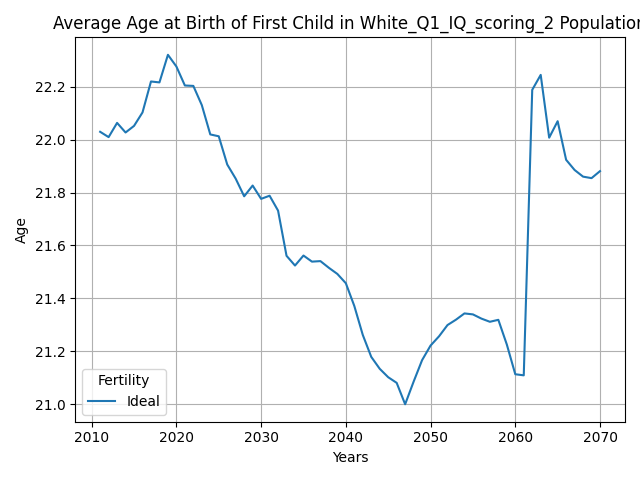 Average Age at Birth of First Child in White_Q1_IQ_scoring_2 Population
22.2
22.0
21.8
21.6
21.4
21.2
21.0
Age
Fertility
Ideal
2010 2020 2030 2040 2050 2060 2070
Years